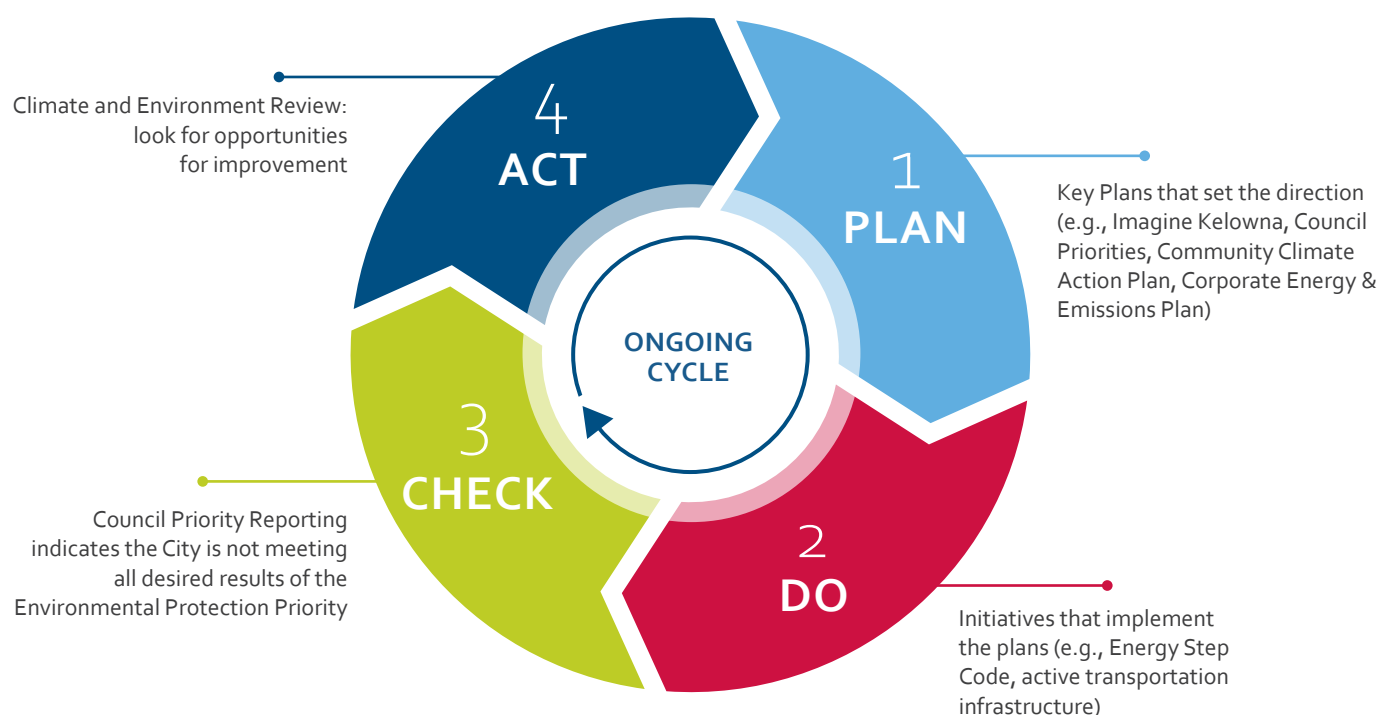 4
ACT
Climate and Environment Review:
look for opportunities
for improvement
1
PLAN
Key Plans that set the direction
(e.g., Imagine Kelowna, Council
Priorities, Community Climate
Action Plan, Corporate Energy &
Emissions Plan)
ONGOING
CYCLE
3
CHECK
Council Priority Reporting
indicates the City is not meeting
all desired results of the
Environmental Protection Priority
2
DO
Initiatives that implement
the plans (e.g., Energy Step
Code, active transportation
infrastructure)